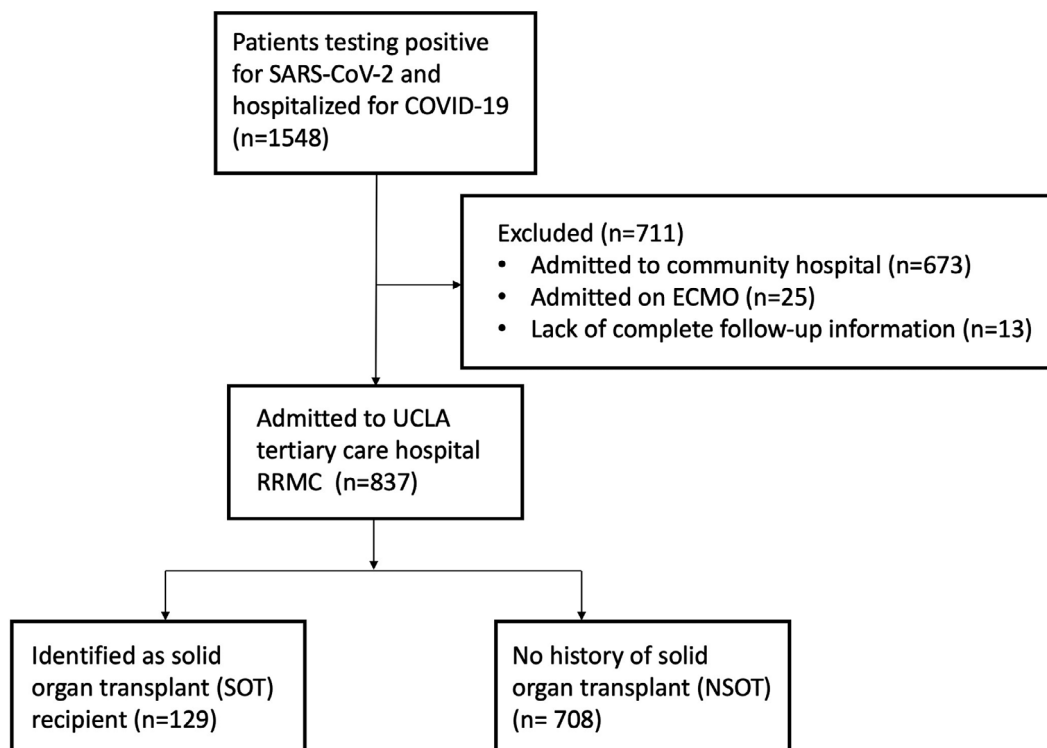 Patients testing positive
for SARS-CoV-2 and
hospitalized for COVID-19
(n=1548)
Excluded (n=711)
• Admitted to community hospital (n=673)
• Admitted on ECMO (n=25)
• Lack of complete follow-up information (n=13)
Admitted to UCLA
tertiary care hospital
RRMC (n=837)
Identified as solid
organ transplant (SOT)
recipient (n=129)
No history of solid
organ transplant (NSOT)
(n= 708)